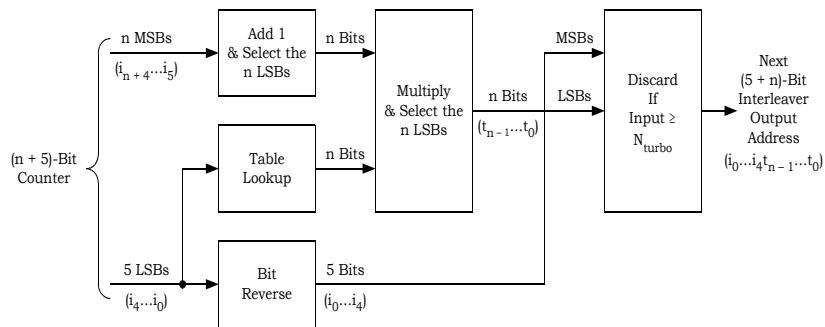 (n + 5)-Bit
Counter
n MSBs
(i_{n + 4}...i_5)
Add 1
& Select the
n LSBs
n Bits
Table
Lookup
n Bits
5 LSBs
(i_4...i_0)
Bit
Reverse
5 Bits
(i_0...i_4)
Multiply
& Select the
n LSBs
n Bits
(t_{n – 1}...t_0)
MSBs
LSBs
Discard
If
Input ≥
N_{turbo}
Next
(5 + n)-Bit
Interleaver
Output
Address
(i_0...i_4t_{n – 1}...t_0)